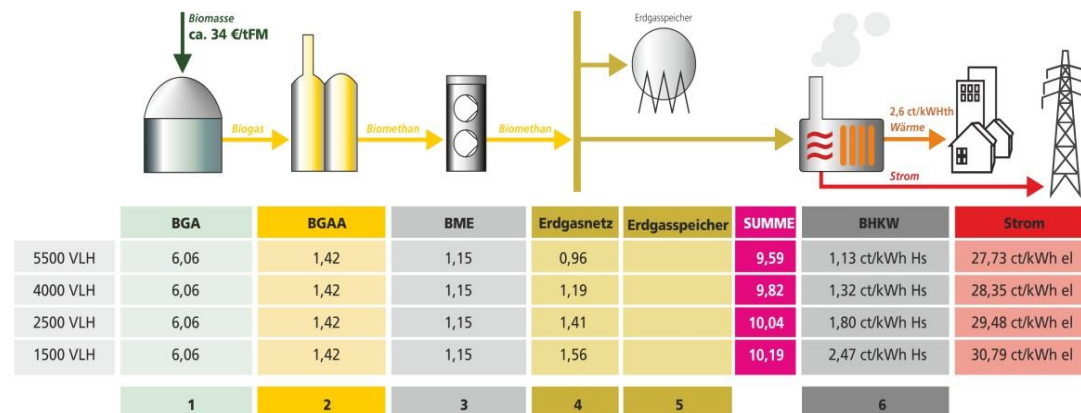 Biomasse
ca. 34 €/tFM
Erdgasspeicher
Biogas
Biomethan
Biomethan
2,6 ct/kWHth
Wärme
Strom
BGA BGAA BME Erdgasnetz Erdgasspeicher SUMME BHKW Strom
5500 VLH 6,06 1,42 1,15 0,96 9,59 1,13 ct/kWh Hs 27,73 ct/kWh el
4000 VLH 6,06 1,42 1,15 1,19 9,82 1,32 ct/kWh Hs 28,35 ct/kWh el
2500 VLH 6,06 1,42 1,15 1,41 10,04 1,80 ct/kWh Hs 29,48 ct/kWh el
1500 VLH 6,06 1,42 1,15 1,56 10,19 2,47 ct/kWh Hs 30,79 ct/kWh el
1 2 3 4 5 6